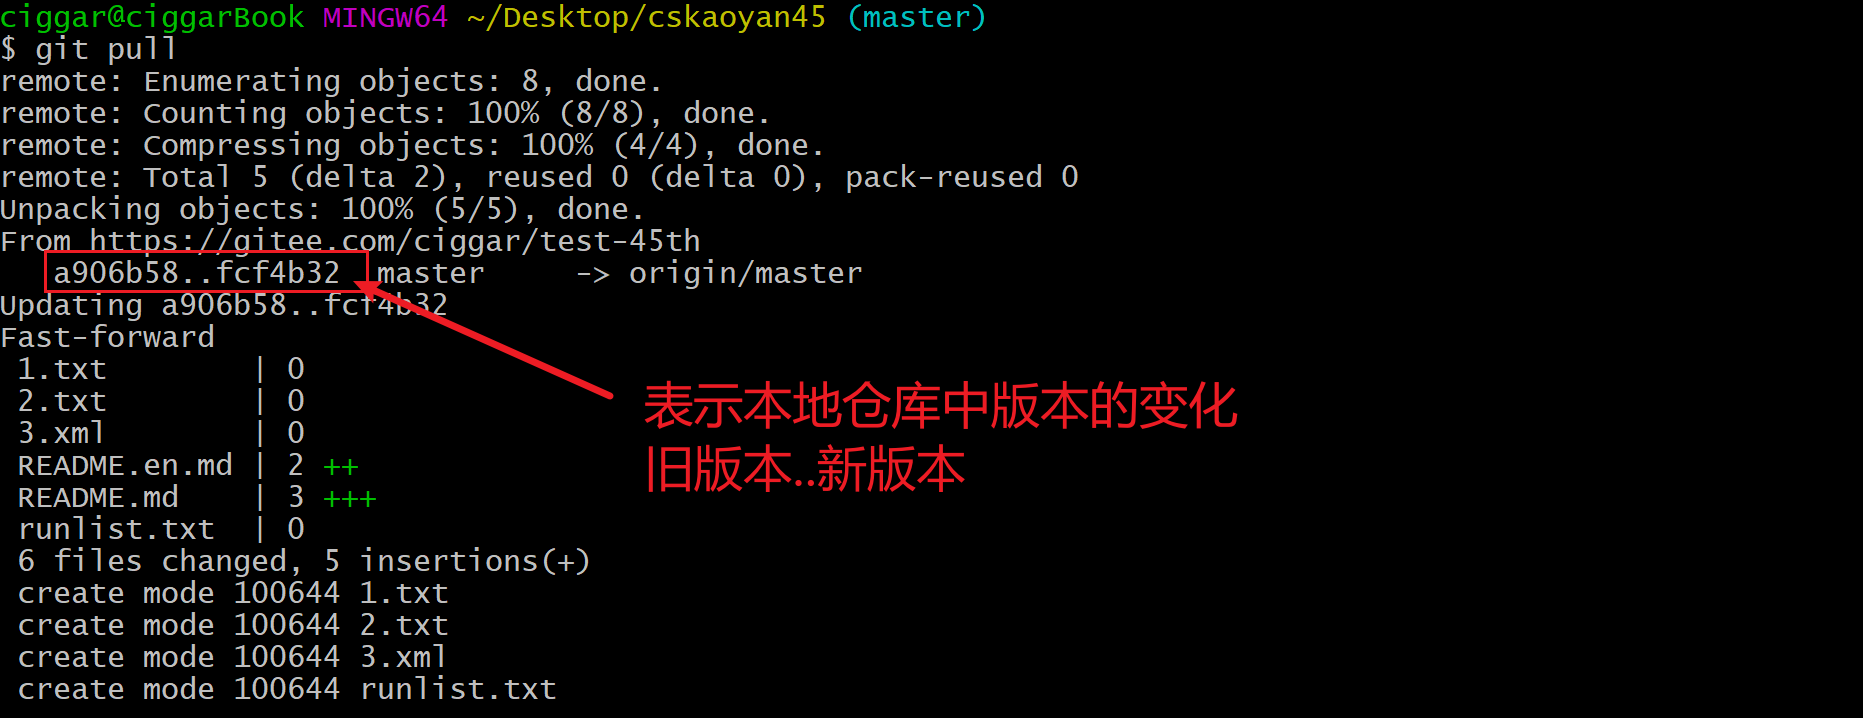 ciggar@ciggarBook MINGW64 ~/Desktop/cskaoyan45 (master)
$ git pull
remote: Enumerating objects: 8, done.
remote: Counting objects: 100% (8/8), done.
remote: Compressing objects: 100% (4/4), done.
remote: Total 5 (delta 2), reused 0 (delta 0), pack-reused 0
Unpacking objects: 100% (5/5), done.
From https://gitee.com/ciggar/test-45th
   a906b58..fcf4b32  master     -> origin/master
Updating a906b58..fcf4b32
Fast-forward
 1.txt        | 0
 2.txt        | 0
 3.xml        | 0
 README.en.md | 2 ++
 README.md    | 3 +++
 runlist.txt  | 0
 6 files changed, 5 insertions(+)
 create mode 100644 1.txt
 create mode 100644 2.txt
 create mode 100644 3.xml
 create mode 100644 runlist.txt
表示本地仓库中版本的变化
旧版本..新版本